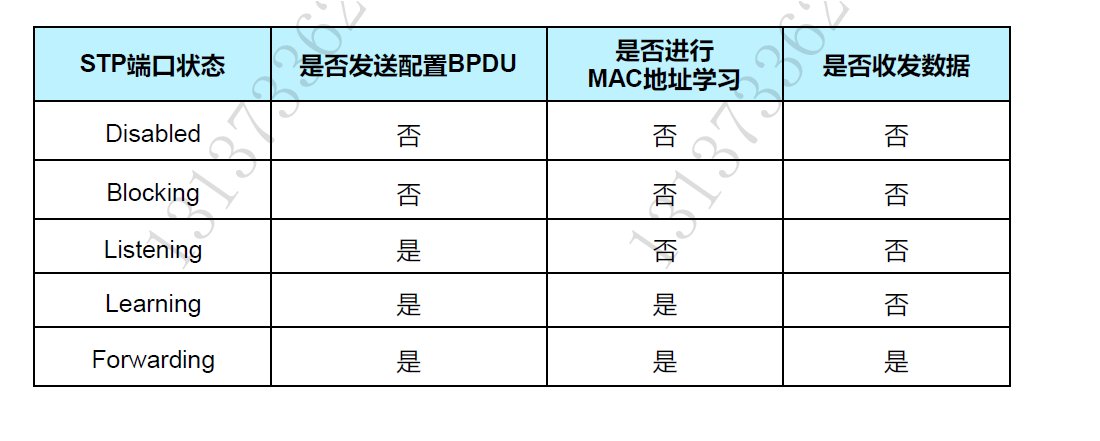 STP端口状态 是否发送配置BPDU 是否进行 是否收发数据
MAC地址学习
Disabled 否 否 否
Blocking 否 否 否
Listening 是 否 否
Learning 是 是 否
Forwarding 是 是 是
1313733362
1313733362